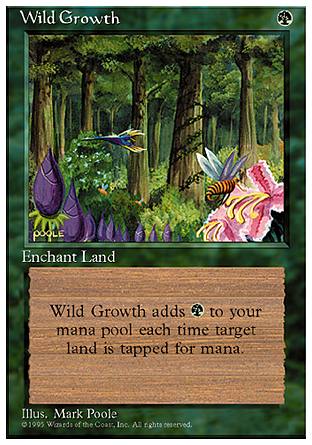 Wild Growth
POOLE
Enchant Land
Wild Growth adds to your
mana pool each time target
land is tapped for mana.
Illus. Mark Poole
©1995 Wizards of the Coast, Inc. All rights reserved.